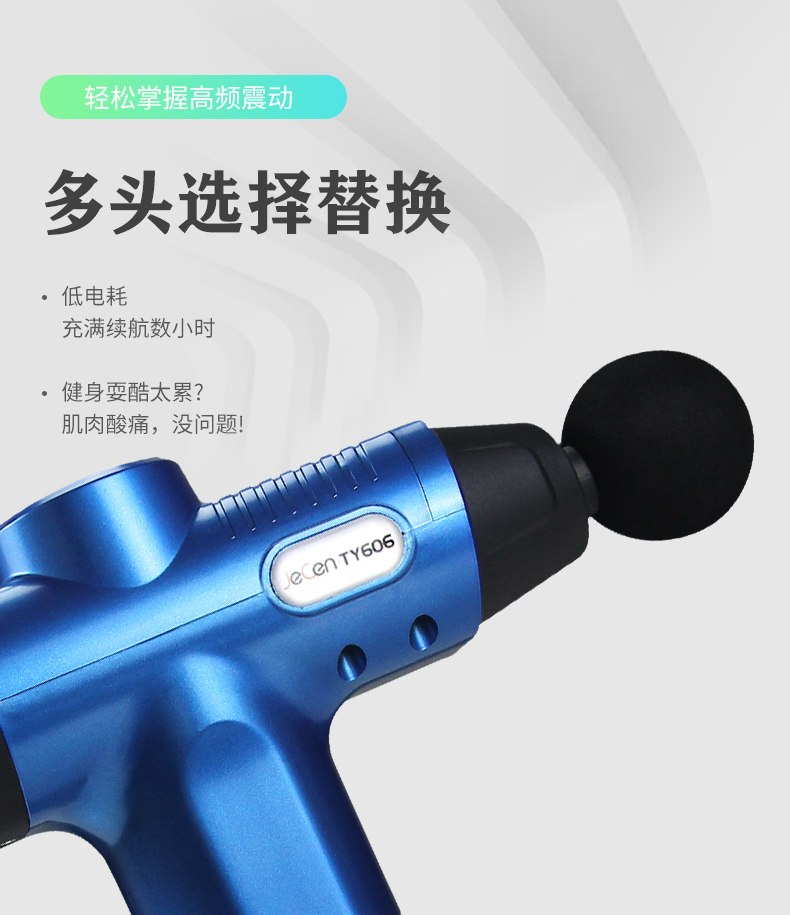 轻松掌握高频震动
多头选择替换
• 低电耗
充满续航数小时
• 健身耍酷太累?
肌肉酸痛，没问题!
JeCen TY606